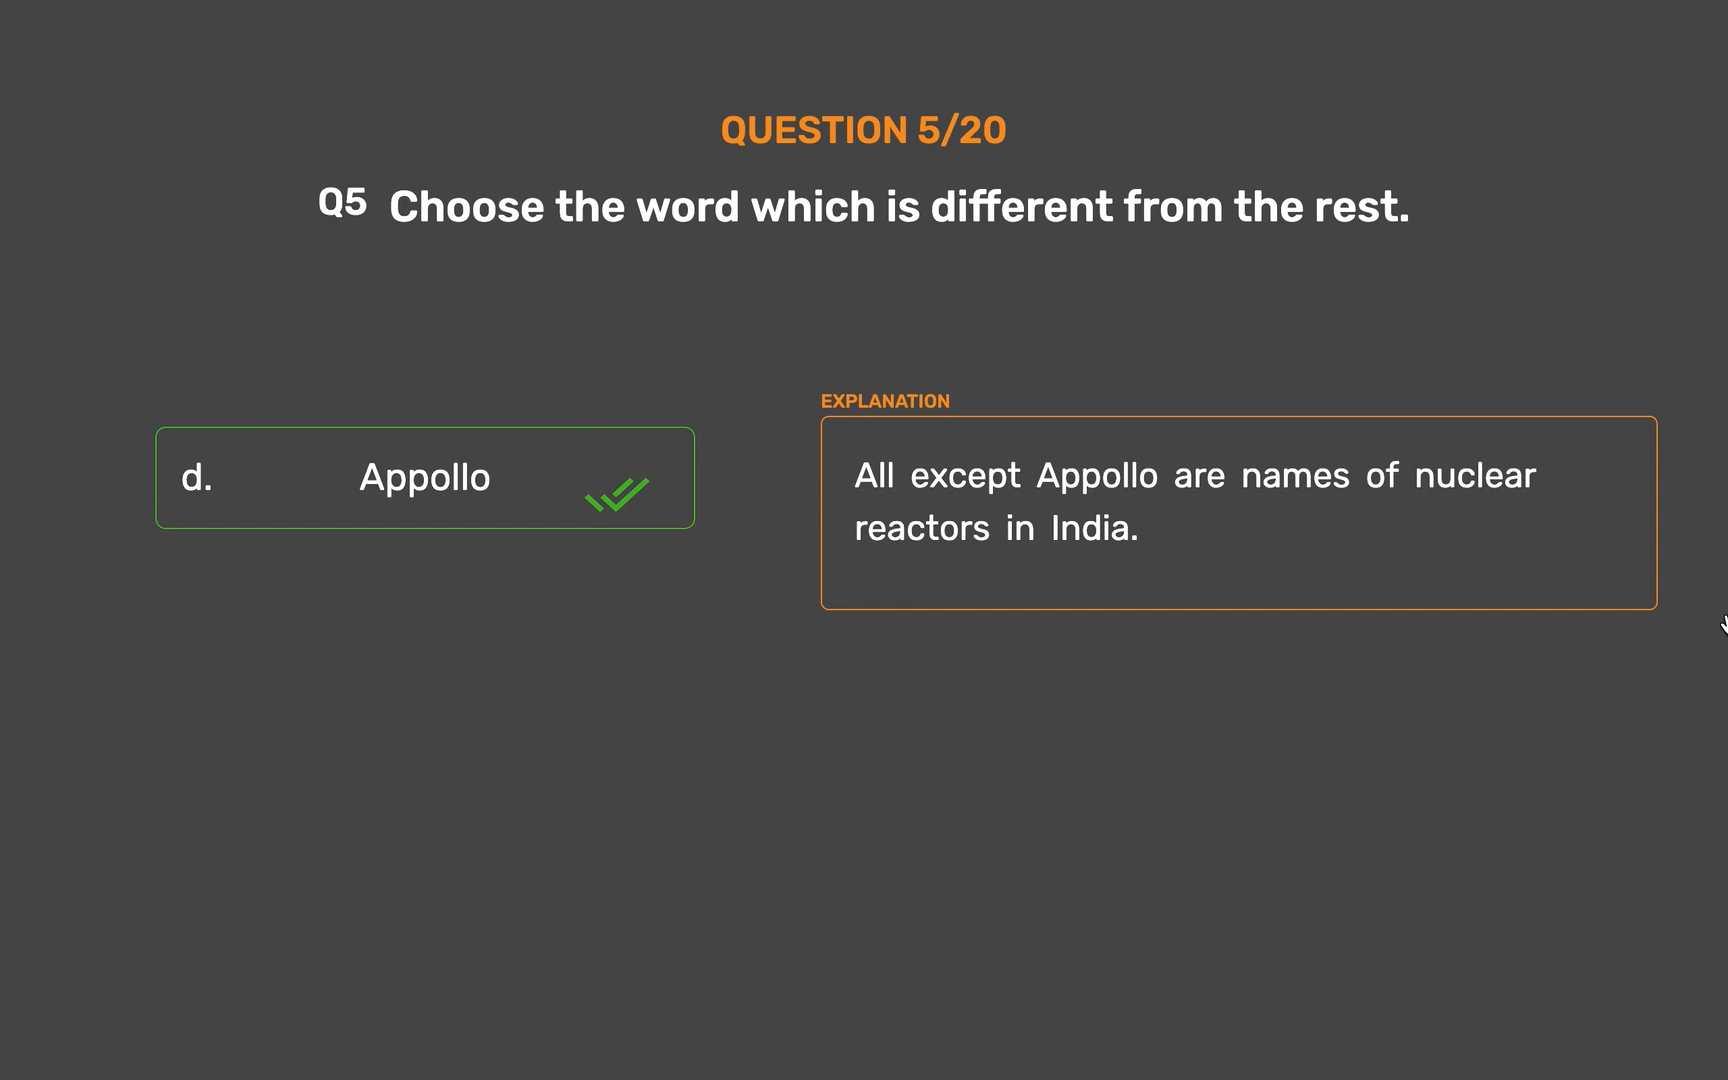 QUESTION 5/20
Q5 Choose the word which is different from the rest.
d. Appollo
EXPLANATION
All except Appollo are names of nuclear
reactors in India.